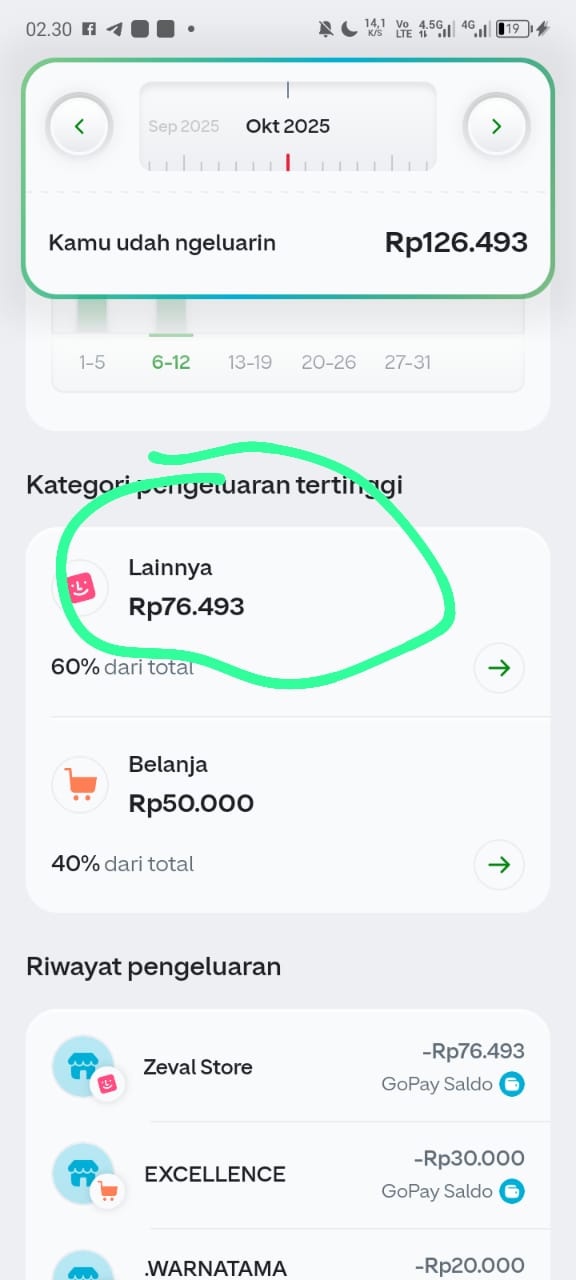 02.30
14,1 K/S
Vo LTE
4.5G
4G
19
Sep 2025
Okt 2025
Kamu udah ngeluarin
Rp126.493
1-5
6-12
13-19
20-26
27-31
Kategori pengeluaran tertinggi
Lainnya
Rp76.493
60% dari total
Belanja
Rp50.000
40% dari total
Riwayat pengeluaran
Zeval Store
-Rp76.493
GoPay Saldo
EXCELLENCE
-Rp30.000
GoPay Saldo
.WARNATAMA
-Rp20.000